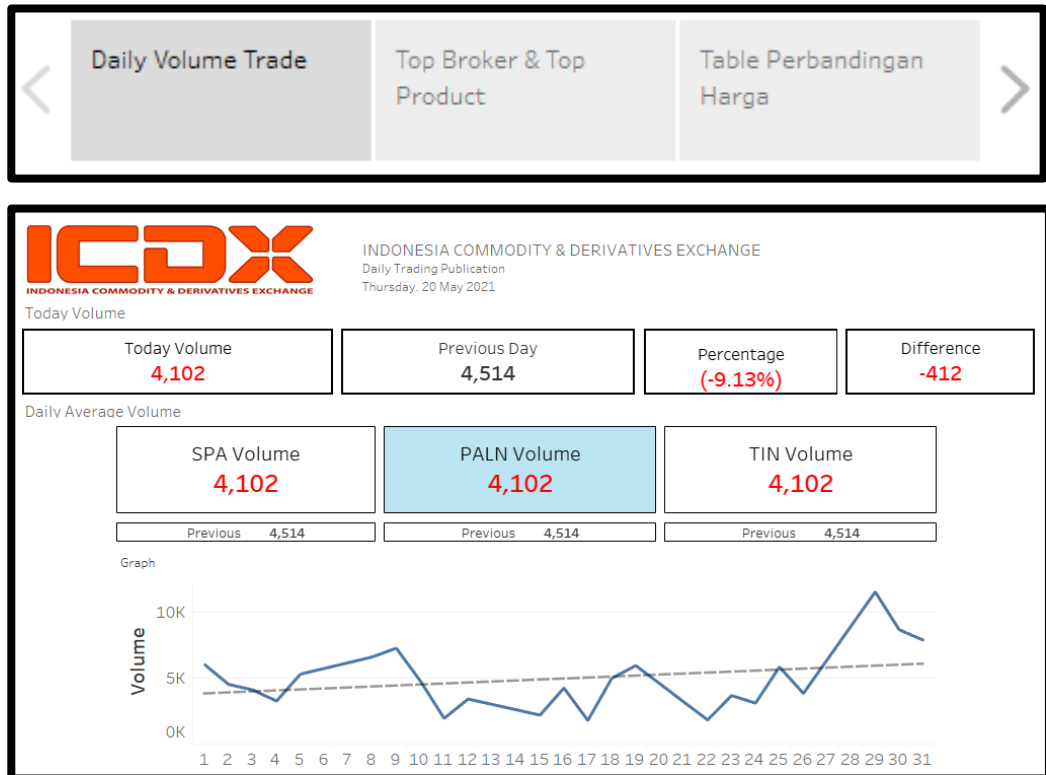 Daily Volume Trade
Top Broker & Top
Product
Table Perbandingan
Harga
ICDX
INDONESIA COMMODITY & DERIVATIVES EXCHANGE
INDONESIA COMMODITY & DERIVATIVES EXCHANGE
Daily Trading Publication
Thursday. 20 May 2021
Today Volume
Today Volume
4,102
Previous Day
4,514
Percentage
(-9.13%)
Difference
-412
Daily Average Volume
SPA Volume
4,102
PALN Volume
4,102
TIN Volume
4,102
Previous 4,514
Previous 4,514
Previous 4,514
Graph
Volume
10K
5K
0K
1 2 3 4 5 6 7 8 9 10 11 12 13 14 15 16 17 18 19 20 21 22 23 24 25 26 27 28 29 30 31